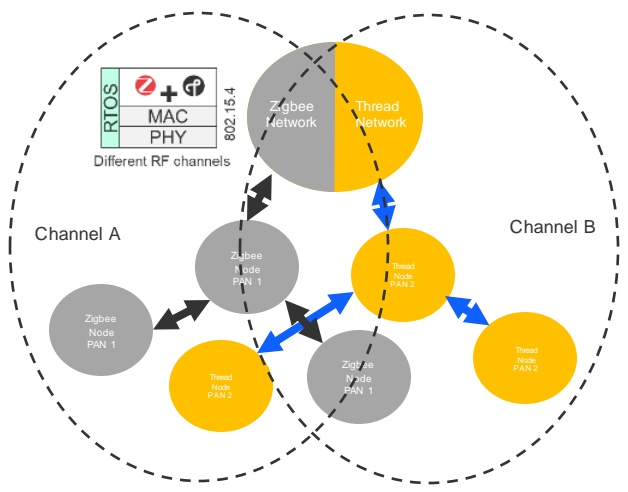 RTOS
+
MAC
PHY
802.15.4
Different RF channels
Zigbee
Network
Thread
Network
Channel A
Channel B
Zigbee
Node
PAN 1
Thread
Node
PAN 2
Zigbee
Node
PAN 1
Thread
Node
PAN 2
Zigbee
Node
PAN 1
Thread
Node
PAN 2